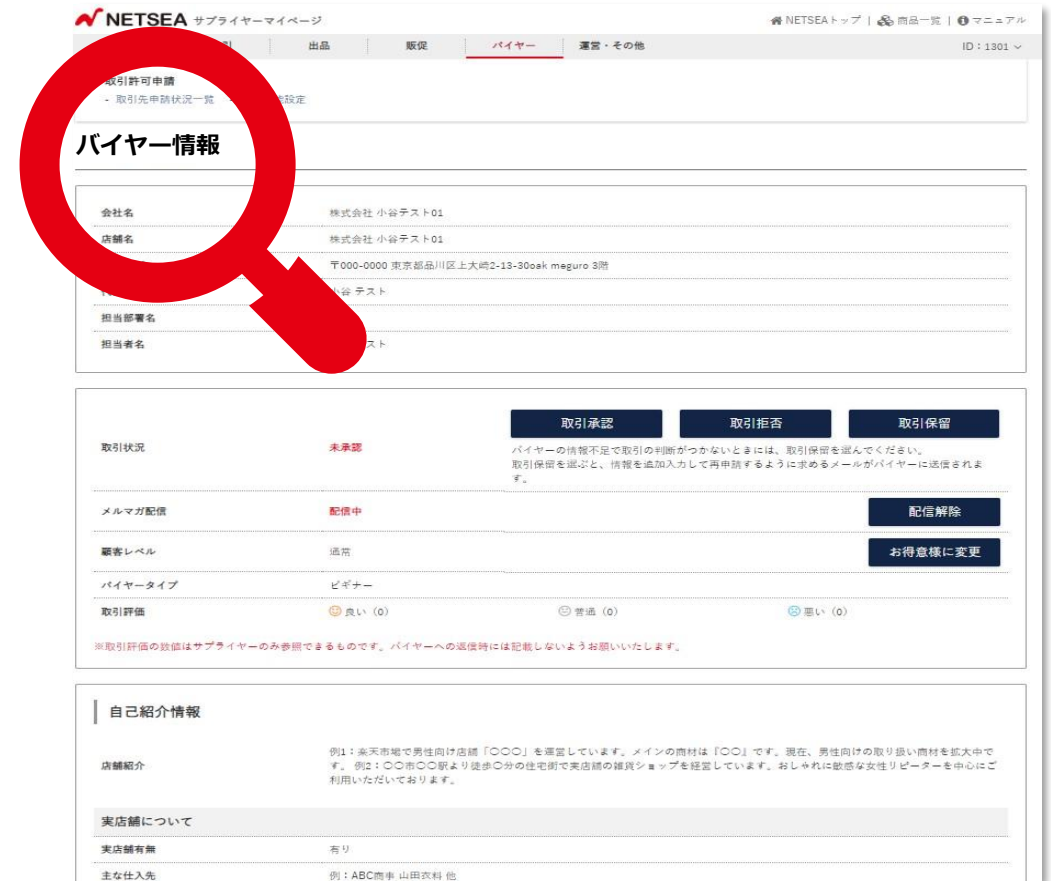 NETSEA サプライヤーマイページ
NETSEAトップ | 商品一覧 | マニュアル
出品 販促 バイヤー 運営・その他 ID：1301
取引許可申請
- 取引先申請状況一覧 設定
バイヤー情報
会社名 株式会社 小谷テスト01
店舗名 株式会社 小谷テスト01
〒000-0000 東京都品川区上大崎2-13-30oak meguro 3階
小谷 テスト
担当部署名
担当者名 スト
取引承認 取引拒否 取引保留
取引状況 未承認
バイヤーの情報不足で取引の判断がつかないときには、取引保留を選んでください。
取引保留を選ぶと、情報を追加入力して再申請するように求めるメールがバイヤーに送信されま
す。
メルマガ配信 配信中 配信解除
顧客レベル 通常 お得意様に変更
バイヤータイプ ビギナー
取引評価 良い（0） 普通（0） 悪い（0）
※取引評価の数値はサプライヤーのみ参照できるものです。バイヤーへの返信時には記載しないようお願いいたします。
自己紹介情報
店舗紹介
例1：楽天市場で男性向け店舗「〇〇〇」を運営しています。メインの商材は『〇〇』です。現在、男性向けの取り扱い商材を拡大中で
す。 例2：〇〇市〇〇駅より徒歩〇分の住宅街で実店舗の雑貨ショップを経営しています。おしゃれに敏感な女性リピーターを中心にご
利用いただいております。
実店舗について
実店舗有無 有り
主な仕入先 例：ABC商事 山田衣料 他